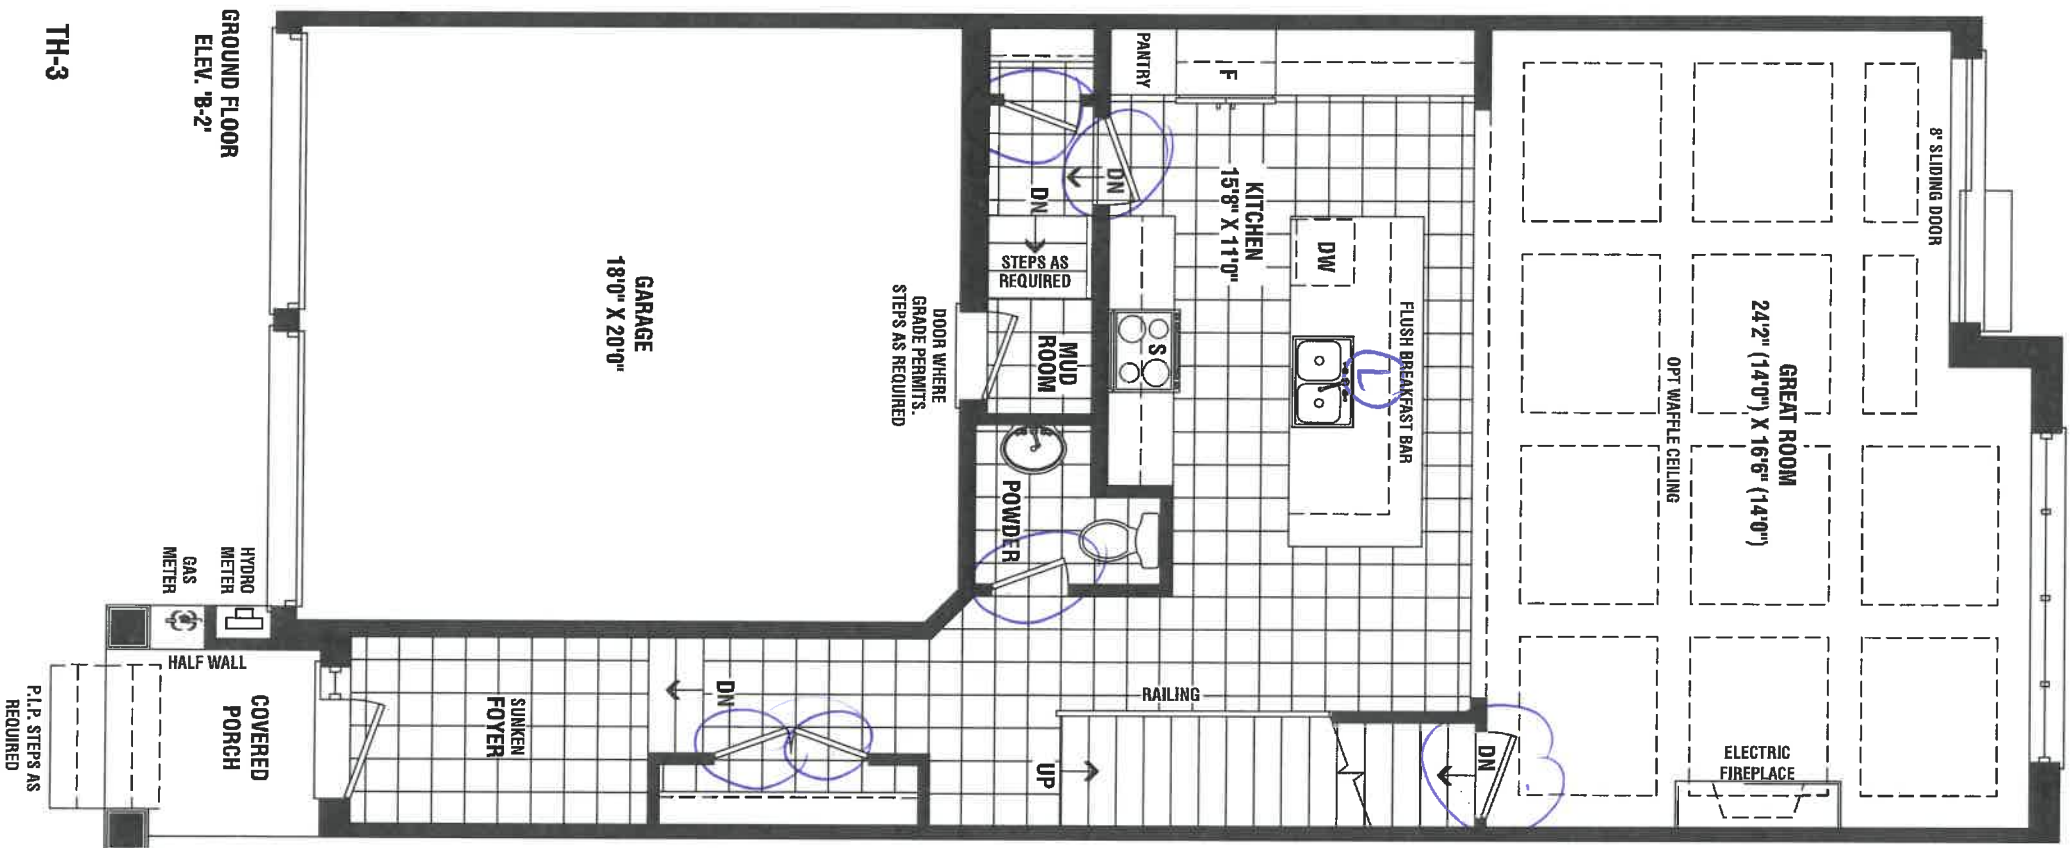 TH-3
GROUND FLOOR
ELEV. 'B-2'
GARAGE
18'0" X 20'0"
DOOR WHERE
GRADE PERMITS.
STEPS AS REQUIRED
HYDRO
METER
GAS
METER
HALF WALL
COVERED
PORCH
P.I.P. STEPS AS
REQUIRED
SUNKEN
FOYER
DN
UP
RAILING
DN
POWDER
MUD
ROOM
STEPS AS
REQUIRED
DN
DN
PANTRY
F
KITCHEN
15'8" X 11'0"
S
DW
L
FLUSH BREAKFAST BAR
GREAT ROOM
24'2" (14'0") X 16'6" (14'0")
OPT WAFFLE CEILING
8' SLIDING DOOR
ELECTRIC
FIREPLACE